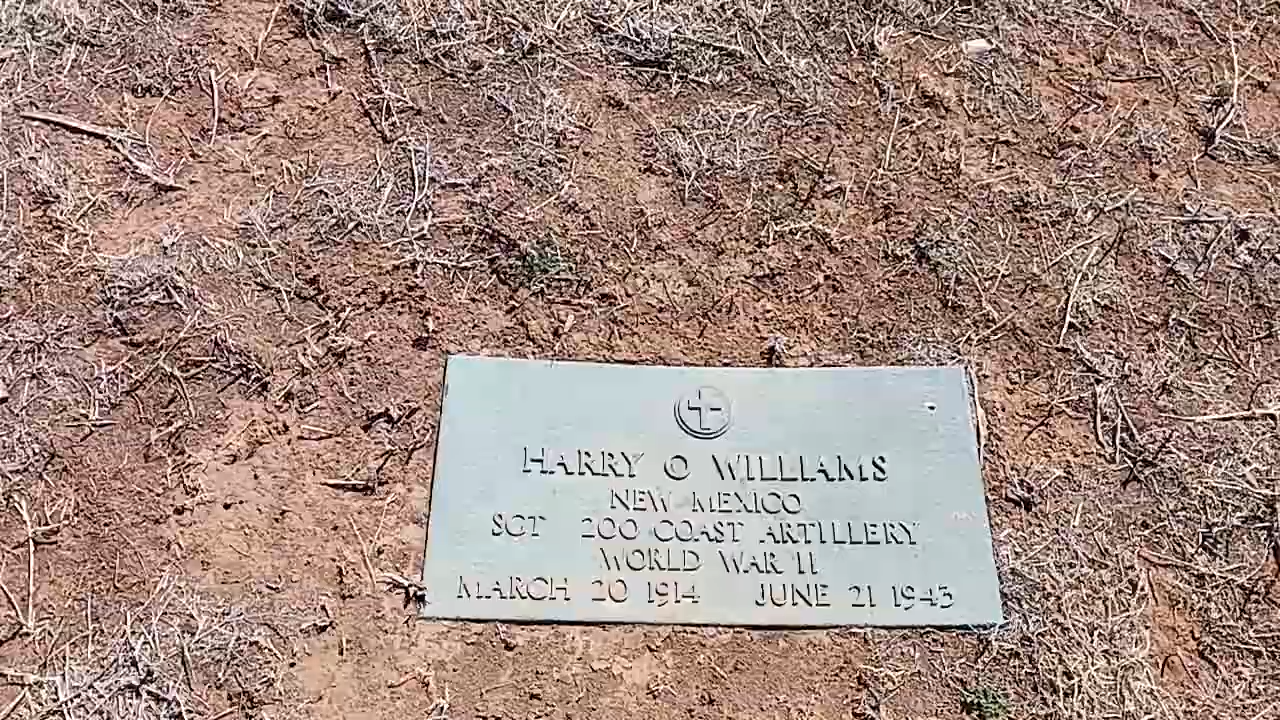 HARRY O WILLIAMS
NEW MEXICO
SGT 200 COAST ARTILLERY
WORLD WAR II
MARCH 20 1914 JUNE 21 1943